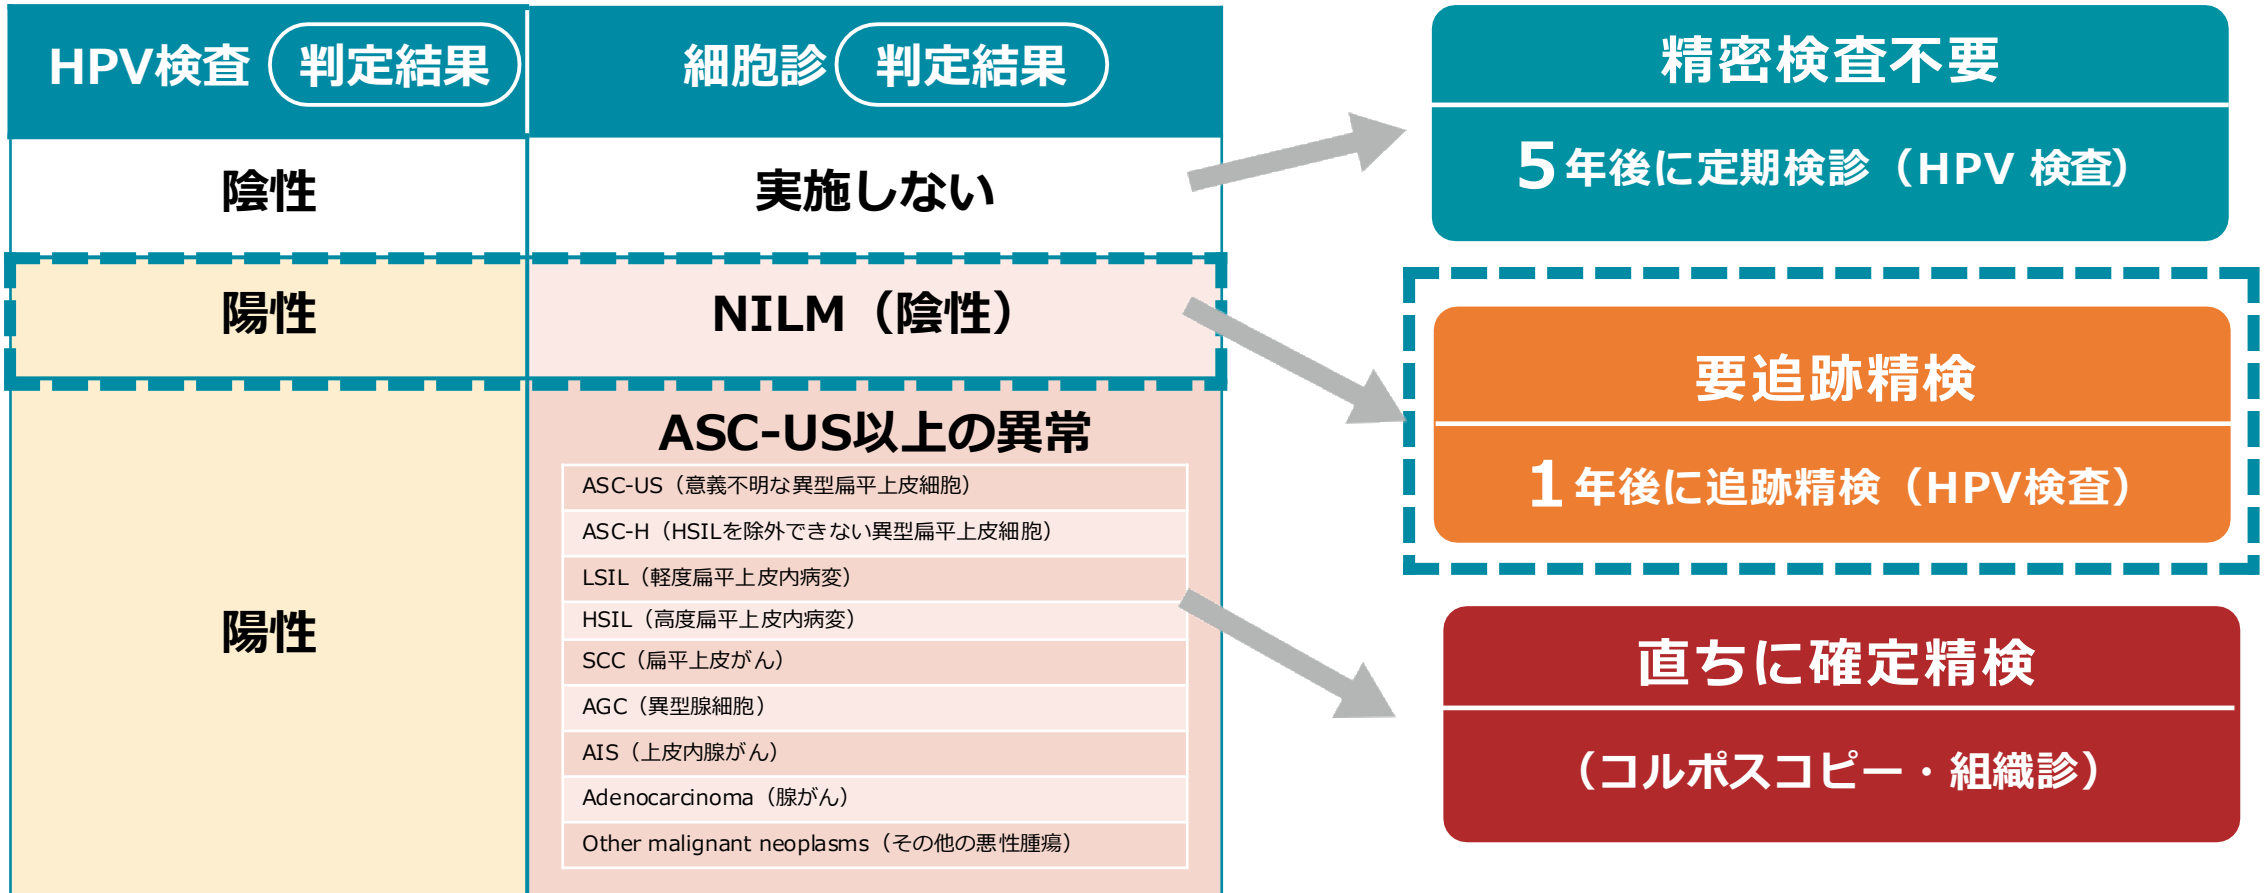 HPV検査 判定結果
細胞診 判定結果
陰性
実施しない
陽性
NILM（陰性）
陽性
ASC-US以上の異常
ASC-US（意義不明な異型扁平上皮細胞）
ASC-H（HSILを除外できない異型扁平上皮細胞）
LSIL（軽度扁平上皮内病変）
HSIL（高度扁平上皮内病変）
SCC（扁平上皮がん）
AGC（異型腺細胞）
AIS（上皮内腺がん）
Adenocarcinoma（腺がん）
Other malignant neoplasms（その他の悪性腫瘍）
精密検査不要
5年後に定期検診（HPV 検査）
要追跡精検
1年後に追跡精検（HPV検査）
直ちに確定精検
（コルポスコピー・組織診）